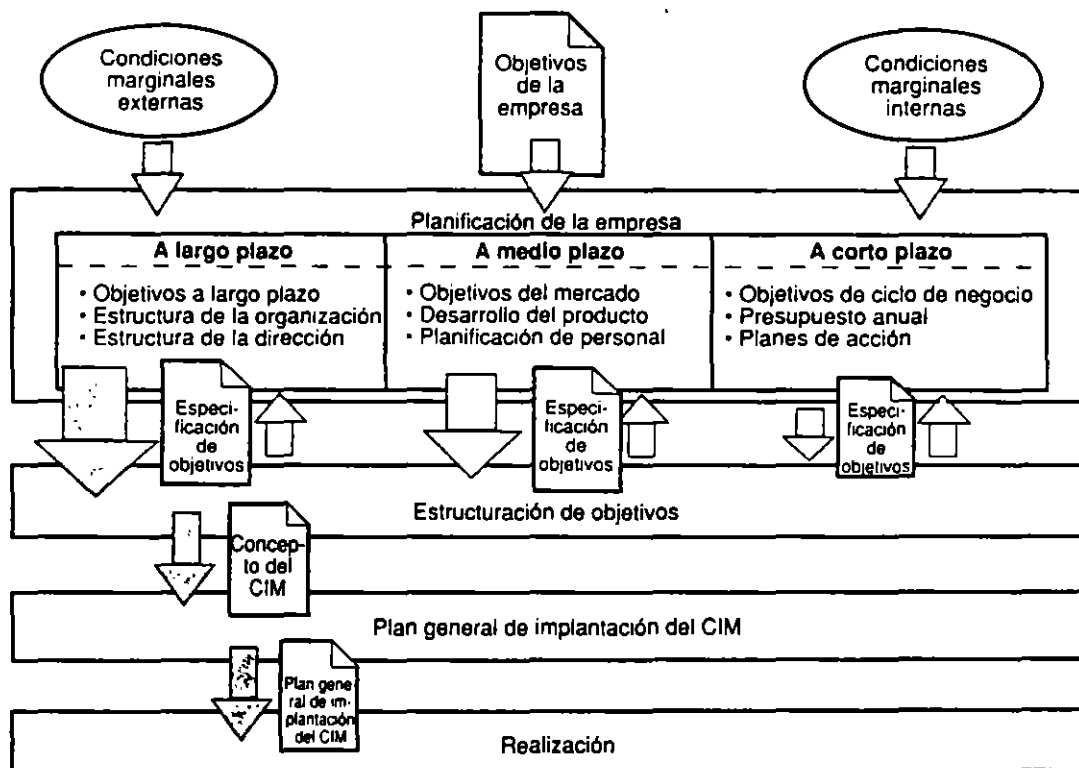 Condiciones
marginales
externas
Objetivos
de la
empresa
Condiciones
marginales
internas
Planificación de la empresa
A largo plazo
• Objetivos a largo plazo
• Estructura de la organización
• Estructura de la dirección
A medio plazo
• Objetivos del mercado
• Desarrollo del producto
• Planificación de personal
A corto plazo
• Objetivos de ciclo de negocio
• Presupuesto anual
• Planes de acción
Especi-
ficación
de
objetivos
Especi-
ficación
de
objetivos
Especi-
ficación
de
objetivos
Estructuración de objetivos
Concep-
to del
CIM
Plan general de implantación del CIM
Plan gene
ral de im-
plantación
del CIM
Realización